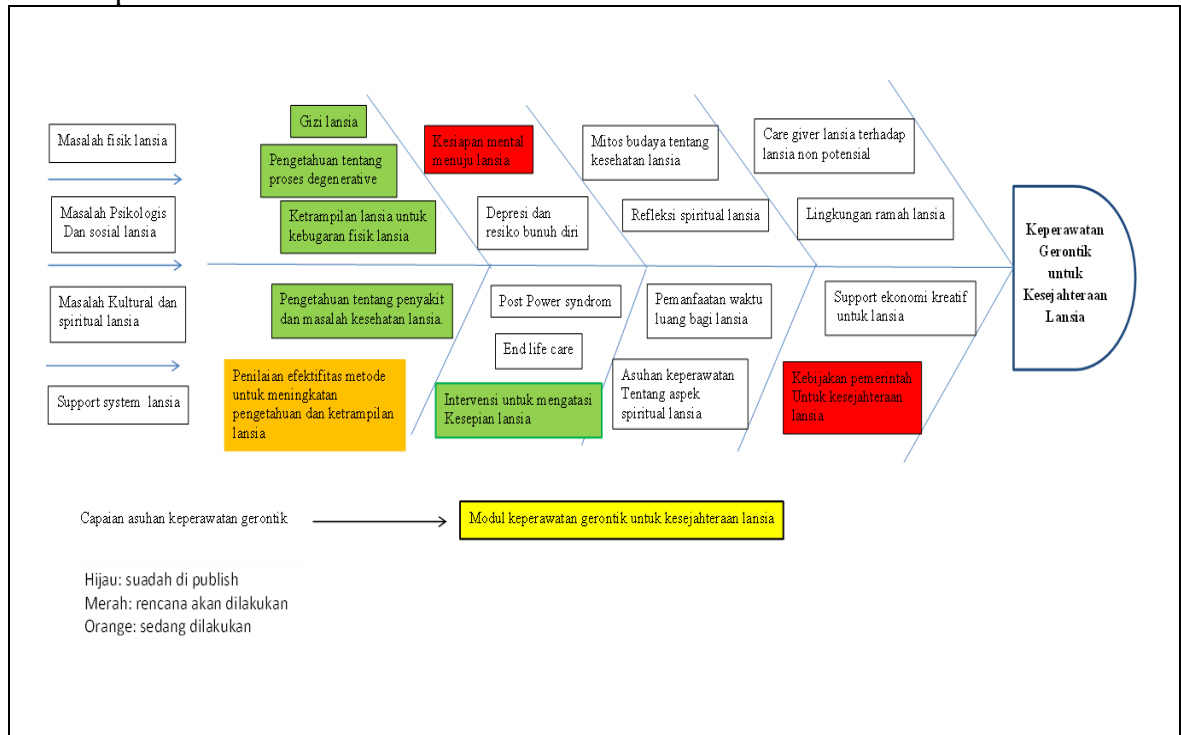 Masalah fisik lansia
Masalah Psikologis
Dan sosial lansia
Masalah Kultural dan
spiritual lansia
Support system lansia
Gizi lansia
Pengetahuan tentang
proses degenerative
Ketrampilan lansia untuk
kebugaran fisik lansia
Pengetahuan tentang penyakit
dan masalah kesehatan lansia.
Penilaian efektifitas metode
untuk meningkatan
pengetahuan dan ketrampilan
lansia
Kesiapan mental
menuju lansia
Depresi dan
resiko bunuh diri
Post Power syndrom
End life care
Intervensi untuk mengatasi
Kesepian lansia
Mitos budaya tentang
kesehatan lansia
Refleksi spiritual lansia
Pemanfaatan waktu
luang bagi lansia
Asuhan keperawatan
Tentang aspek
spiritual lansia
Care giver lansia terhadap
lansia non potensial
Lingkungan ramah lansia
Support ekonomi kreatif
untuk lansia
Kebijakan pemerintah
Untuk kesejahteraan
lansia
Keperawatan
Gerontik
untuk
Kesejahteraan
Lansia
Capaian asuhan keperawatan gerontik
Modul keperawatan gerontik untuk kesejahteraan lansia
Hijau: suadah di publish
Merah: rencana akan dilakukan
Orange: sedang dilakukan